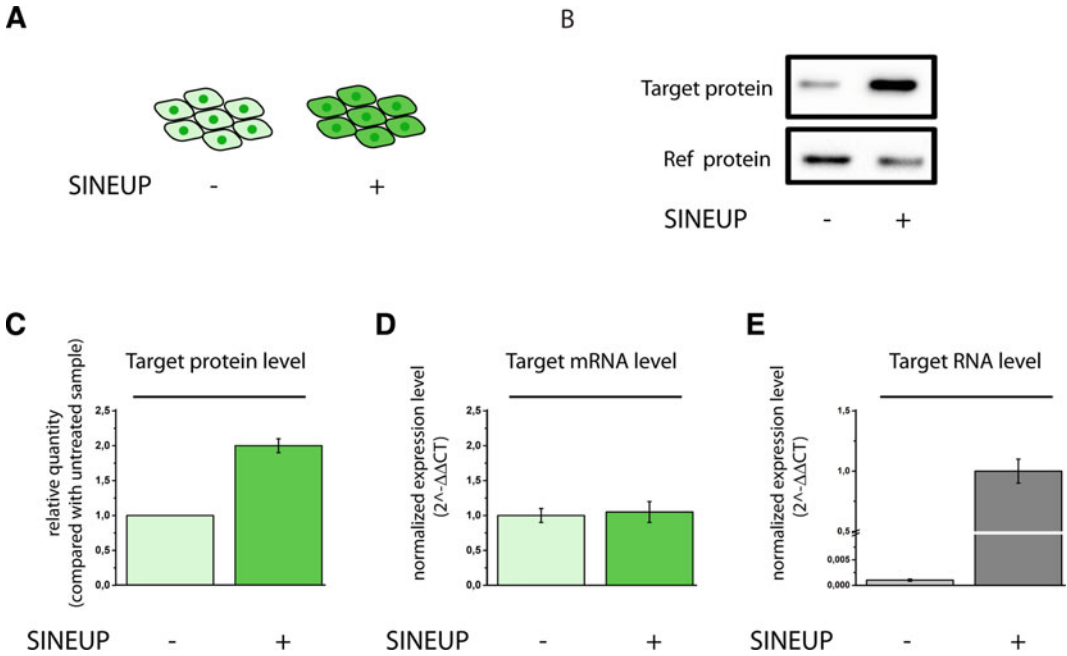 A
SINEUP - +
B
Target protein
Ref protein
SINEUP - +
C
Target protein level
relative quantity
(compared with untreated sample)
2,5
2,0
1,5
1,0
0,5
0,0
SINEUP - +
D
Target mRNA level
normalized expression level
(2^-ΔΔCT)
2,5
2,0
1,5
1,0
0,5
0,0
SINEUP - +
E
Target RNA level
normalized expression level
(2^-ΔΔCT)
1,5
1,0
0,5
0,005
0,000
SINEUP - +